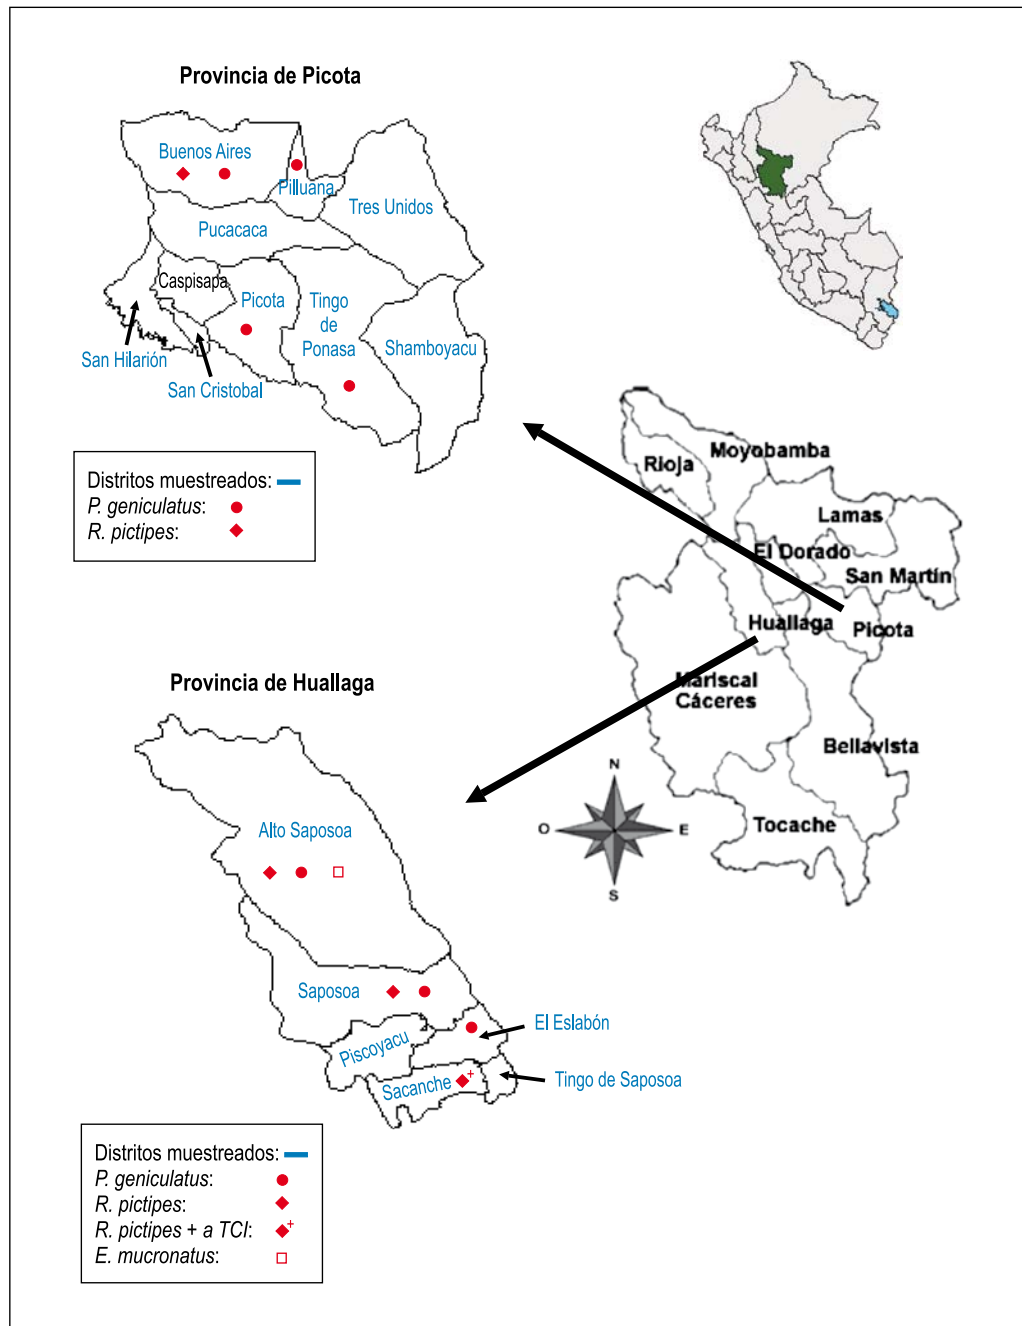 Provincia de Picota
Buenos Aires
Pilluana
Tres Unidos
Pucacaca
Caspisapa
Picota
Tingo
de
Ponasa
Shamboyacu
San Hilarión
San Cristobal
Distritos muestreados:
P. geniculatus:
R. pictipes:
Moyobamba
Rioja
Lamas
El Dorado
San Martín
Huallaga
Picota
Mariscal
Cáceres
Bellavista
Tocache
N
O
E
S
Provincia de Huallaga
Alto Saposoa
Saposoa
El Eslabón
Piscoyacu
Sacanche
+
Tingo de Saposoa
Distritos muestreados:
P. geniculatus:
R. pictipes:
R. pictipes + a TCI: +
E. mucronatus: